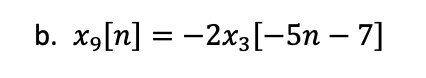 b. x₉[n] = −2x₃[−5n − 7]